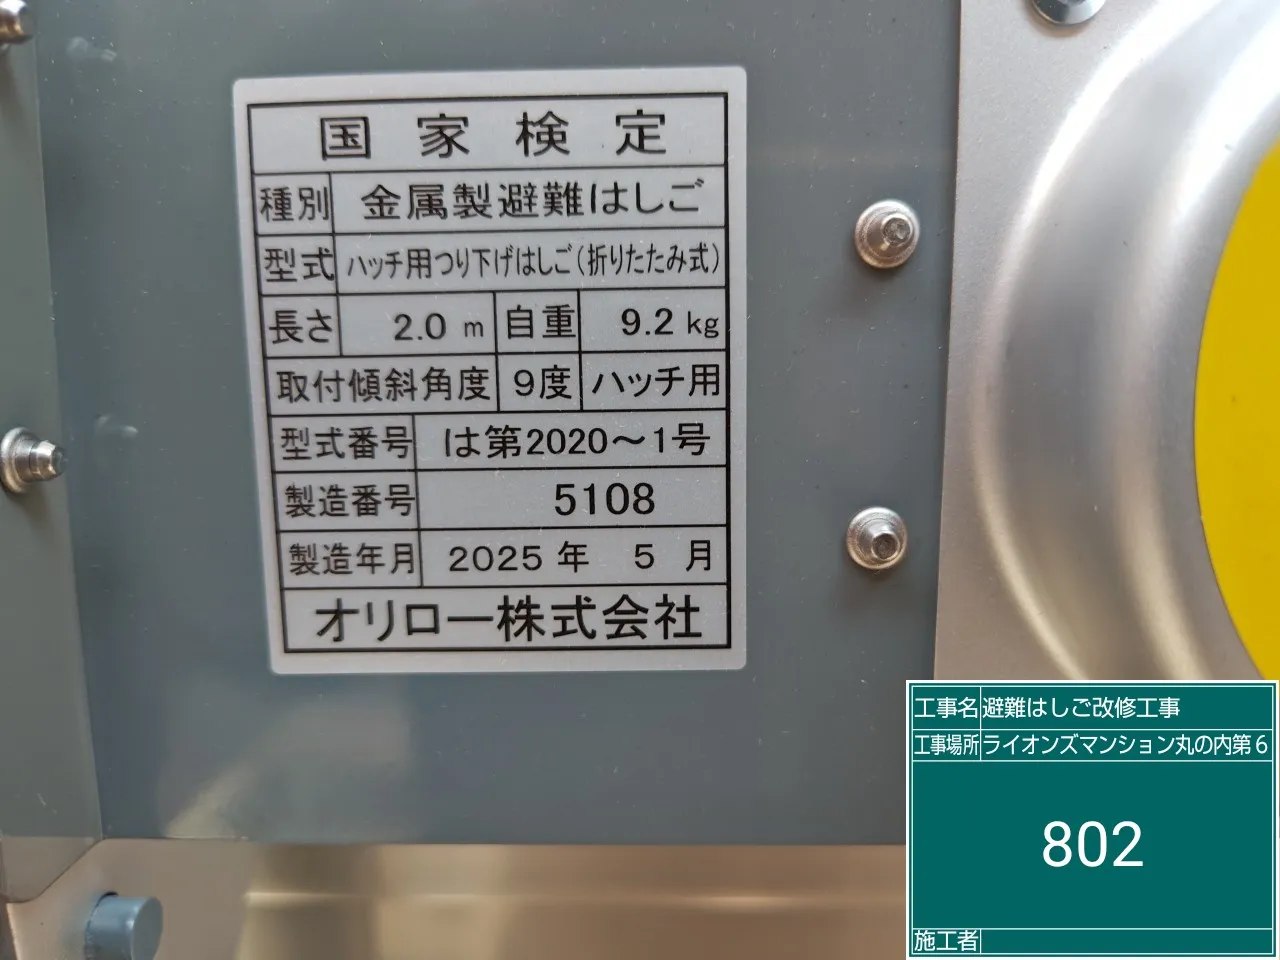 国家検定
種別 金属製避難はしご
型式 ハッチ用つり下げはしご(折りたたみ式)
長さ 2.0 m 自重 9.2 kg
取付傾斜角度 9度 ハッチ用
型式番号 は第2020〜1号
製造番号 5108
製造年月 2025年 5月
オリロー株式会社
工事名 避難はしご改修工事
工事場所 ライオンズマンション丸の内第6
802
施工者